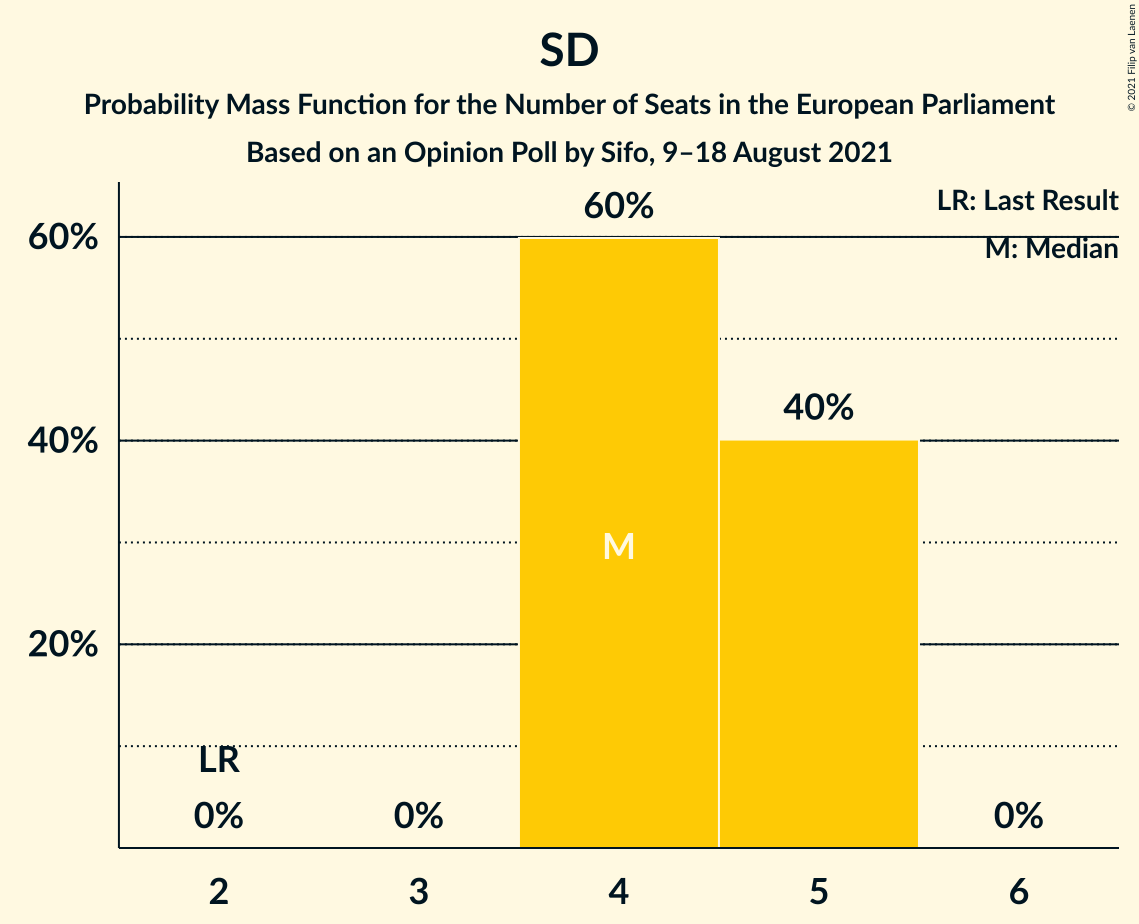 SD
Probability Mass Function for the Number of Seats in the European Parliament
Based on an Opinion Poll by Sifo, 9–18 August 2021
© 2021 Filip van Laenen
LR: Last Result
M: Median
60%
40%
20%
60%
40%
M
LR
0%
0%
0%
2
3
4
5
6